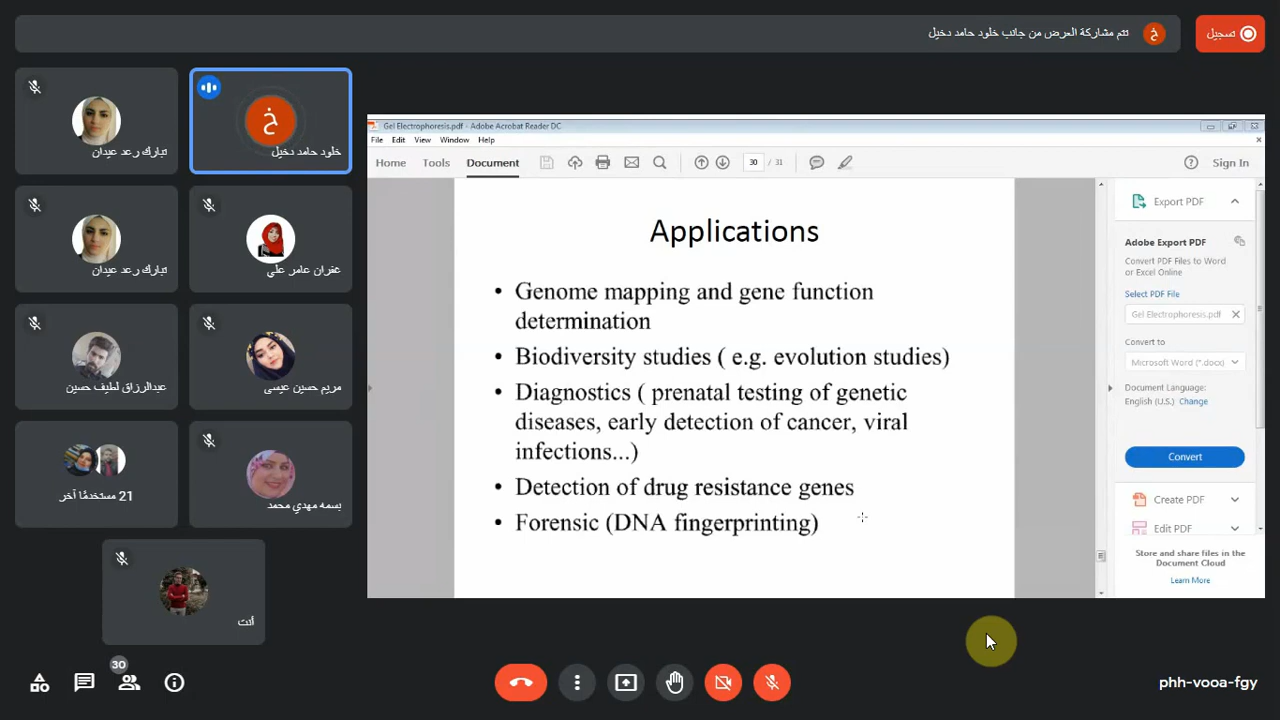 تتم مشاركة العرض من جانب خلود حامد دخيل
خ
تسجيل
تبارك رعد عيدان
خ
خلود حامد دخيل
تبارك رعد عيدان
غفران عامر علي
عبدالرزاق لطيف حسين
مريم حسين عيسى
21 مستخدمًا آخر
بسمه مهدي محمد
أنت
Gel Electrophoresis.pdf - Adobe Acrobat Reader DC
File Edit View Window Help
Home Tools Document 30 / 31 Sign In
Applications
• Genome mapping and gene function
determination
• Biodiversity studies ( e.g. evolution studies)
• Diagnostics ( prenatal testing of genetic
diseases, early detection of cancer, viral
infections...)
• Detection of drug resistance genes
• Forensic (DNA fingerprinting)
Export PDF
Adobe Export PDF
Convert PDF Files to Word
or Excel Online
Select PDF File
Gel Electrophoresis.pdf
Convert to
Microsoft Word (*.docx)
Document Language:
English (U.S.) Change
Convert
Create PDF
Edit PDF
Store and share files in the
Document Cloud
Learn More
30
phh-vooa-fgy